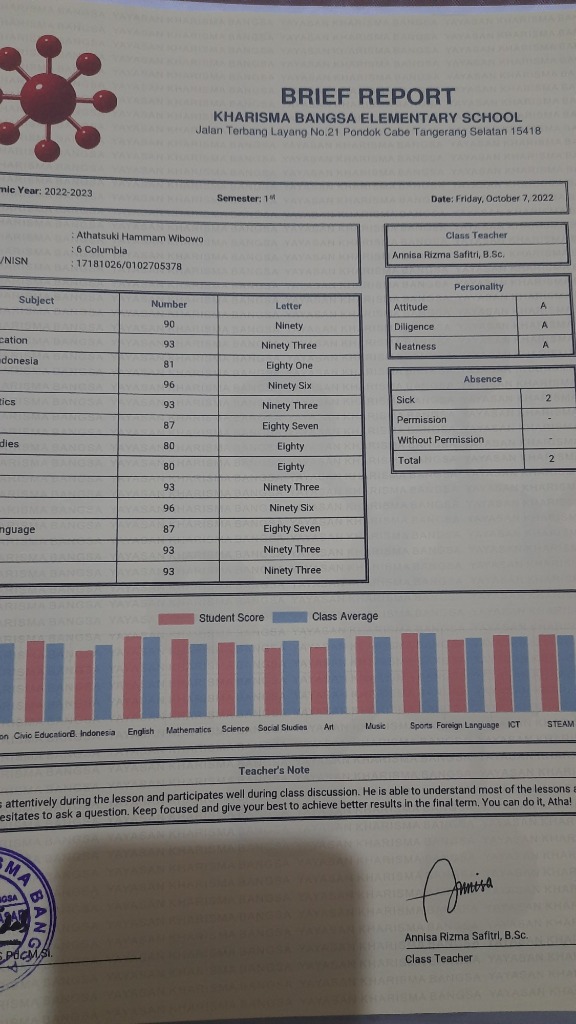 BRIEF REPORT
KHARISMA BANGSA ELEMENTARY SCHOOL
Jalan Terbang Layang No.21 Pondok Cabe Tangerang Selatan 15418
mic Year: 2022-2023 Semester: 1st Date: Friday, October 7, 2022
: Athatsuki Hammam Wibowo
: 6 Columbia
/NISN : 17181026/0102705378
Class Teacher
Annisa Rizma Safitri, B.Sc.
Personality
Attitude A
Diligence A
Neatness A
Absence
Sick 2
Permission -
Without Permission -
Total 2
Subject Number Letter
90 Ninety
cation 93 Ninety Three
donesia 81 Eighty One
96 Ninety Six
tics 93 Ninety Three
87 Eighty Seven
dies 80 Eighty
80 Eighty
93 Ninety Three
96 Ninety Six
nguage 87 Eighty Seven
93 Ninety Three
93 Ninety Three
Student Score Class Average
on Civic Education B. Indonesia English Mathematics Science Social Studies Art Music Sports Foreign Language ICT STEAM
Teacher's Note
s attentively during the lesson and participates well during class discussion. He is able to understand most of the lessons a
esitates to ask a question. Keep focused and give your best to achieve better results in the final term. You can do it, Atha!
SMA BANG
Annisa
Annisa Rizma Safitri, B.Sc.
Class Teacher